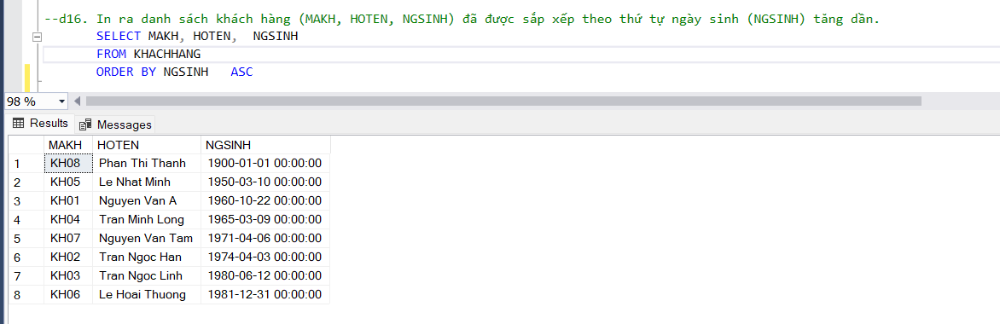 --d16. In ra danh sách khách hàng (MAKH, HOTEN, NGSINH) đã được sắp xếp theo thứ tự ngày sinh (NGSINH) tăng dần.
SELECT MAKH, HOTEN, NGSINH
FROM KHACHHANG
ORDER BY NGSINH ASC
98 %
Results Messages
MAKH HOTEN NGSINH
1 KH08 Phan Thi Thanh 1900-01-01 00:00:00
2 KH05 Le Nhat Minh 1950-03-10 00:00:00
3 KH01 Nguyen Van A 1960-10-22 00:00:00
4 KH04 Tran Minh Long 1965-03-09 00:00:00
5 KH07 Nguyen Van Tam 1971-04-06 00:00:00
6 KH02 Tran Ngoc Han 1974-04-03 00:00:00
7 KH03 Tran Ngoc Linh 1980-06-12 00:00:00
8 KH06 Le Hoai Thuong 1981-12-31 00:00:00